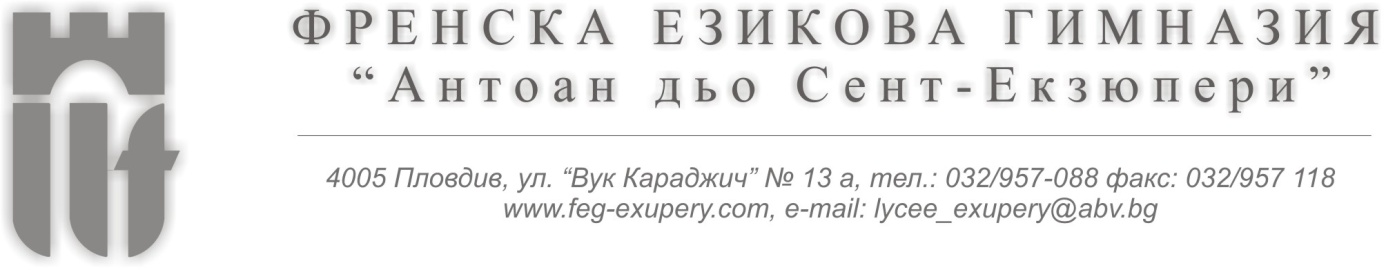 ФРЕНСКА ЕЗИКОВА ГИМНАЗИЯ
“Антоан дьо Сент-Екзюпери”
4005 Пловдив, ул. “Вук Караджич” № 13 а, тел.: 032/957-088 факс: 032/957 118
www.feg-exupery.com, e-mail: lycee_exupery@abv.bg